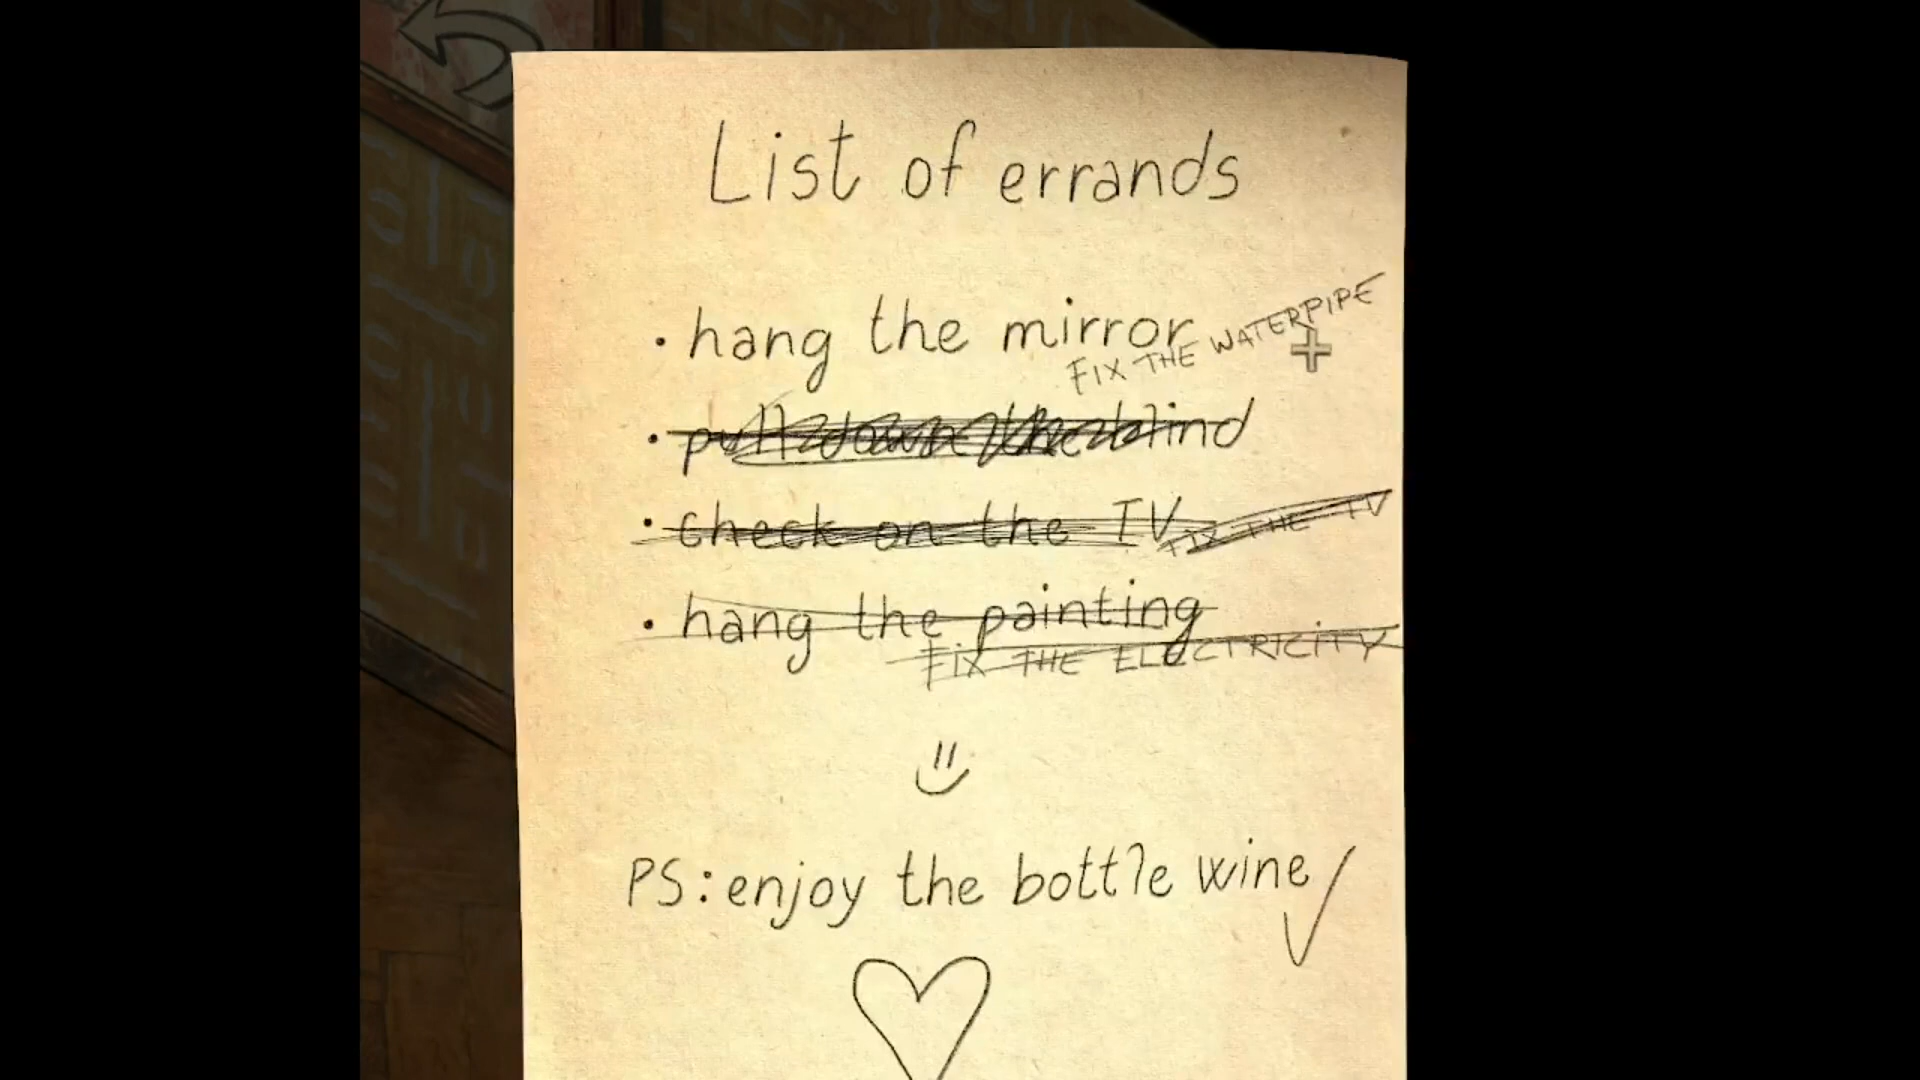 List of errands
· hang the mirror
FIX THE WATERPIPE
· pull down the blind
· check on the TV
FIX THE TV
· hang the painting
FIX THE ELECTRICITY
PS: enjoy the bottle wine